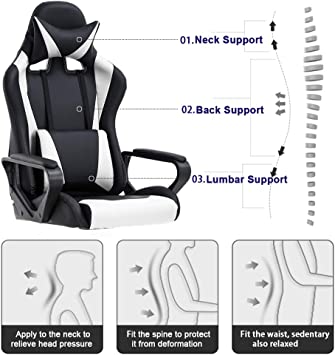 01.Neck Support
02.Back Support
03.Lumbar Support
Apply to the neck to
relieve head pressure
Fit the spine to protect
it from deformation
Fit the waist, sedentary
also relaxed